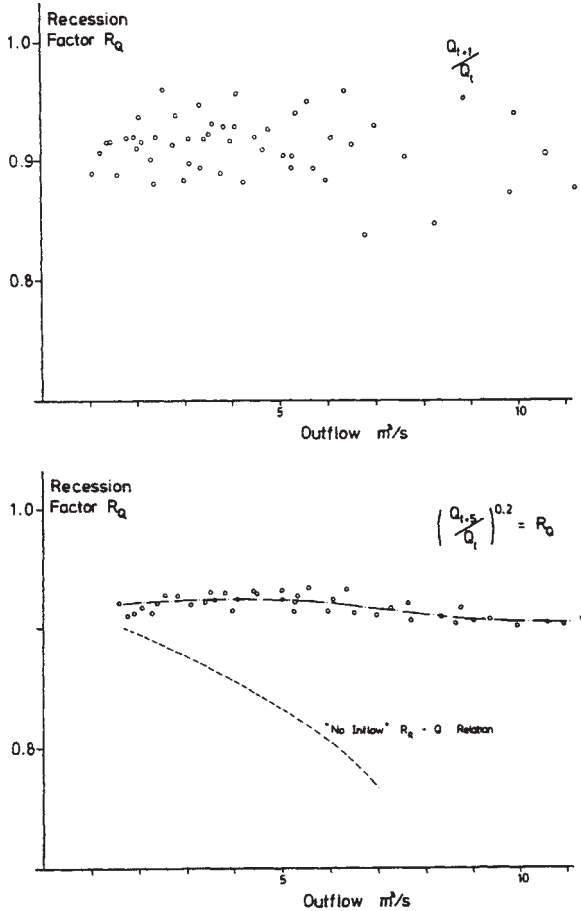 Recession
Factor R_Q
Q_{t+1}/Q_t
1.0
0.9
0.8
5
10
Outflow m³/s
Recession
Factor R_Q
(Q_{t+5}/Q_t)^{0.2} = R_Q
1.0
0.8
"No Inflow" R_Q - Q Relation
5
10
Outflow m³/s